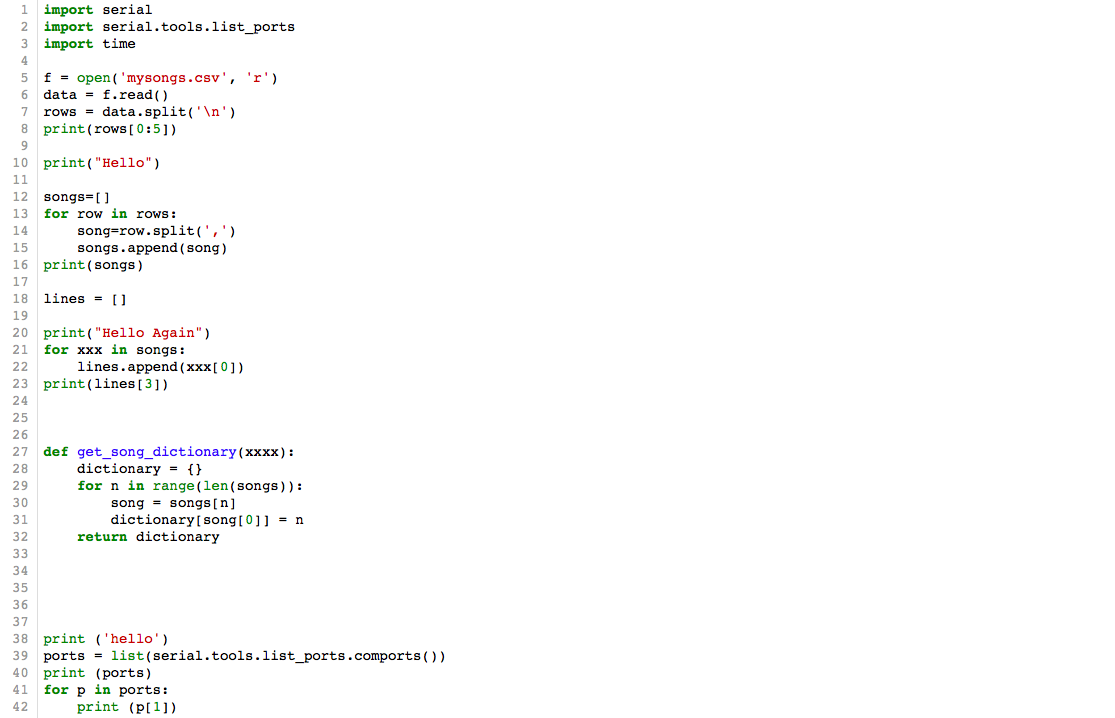 1 import serial
2 import serial.tools.list_ports
3 import time
4
5 f = open('mysongs.csv', 'r')
6 data = f.read()
7 rows = data.split('\n')
8 print(rows[0:5])
9
10 print("Hello")
11
12 songs=[]
13 for row in rows:
14     song=row.split(',')
15     songs.append(song)
16 print(songs)
17
18 lines = []
19
20 print("Hello Again")
21 for xxx in songs:
22     lines.append(xxx[0])
23 print(lines[3])
24
25
26
27 def get_song_dictionary(xxxx):
28     dictionary = {}
29     for n in range(len(songs)):
30         song = songs[n]
31         dictionary[song[0]] = n
32     return dictionary
33
34
35
36
37
38 print ('hello')
39 ports = list(serial.tools.list_ports.comports())
40 print (ports)
41 for p in ports:
42     print (p[1])